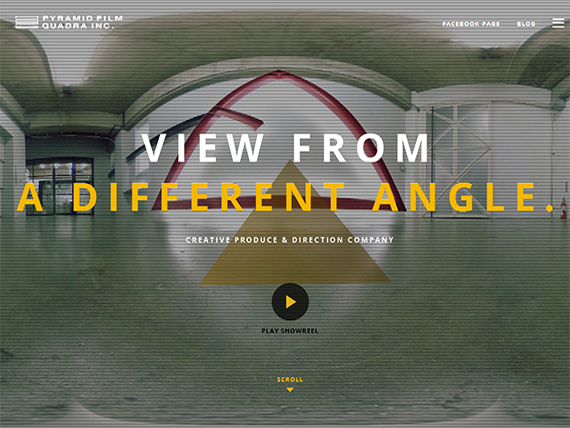 PYRAMID FILM
QUADRA INC.
FACEBOOK PAGE
BLOG
VIEW FROM
A DIFFERENT ANGLE.
CREATIVE PRODUCE & DIRECTION COMPANY
PLAY SHOWREEL
SCROLL